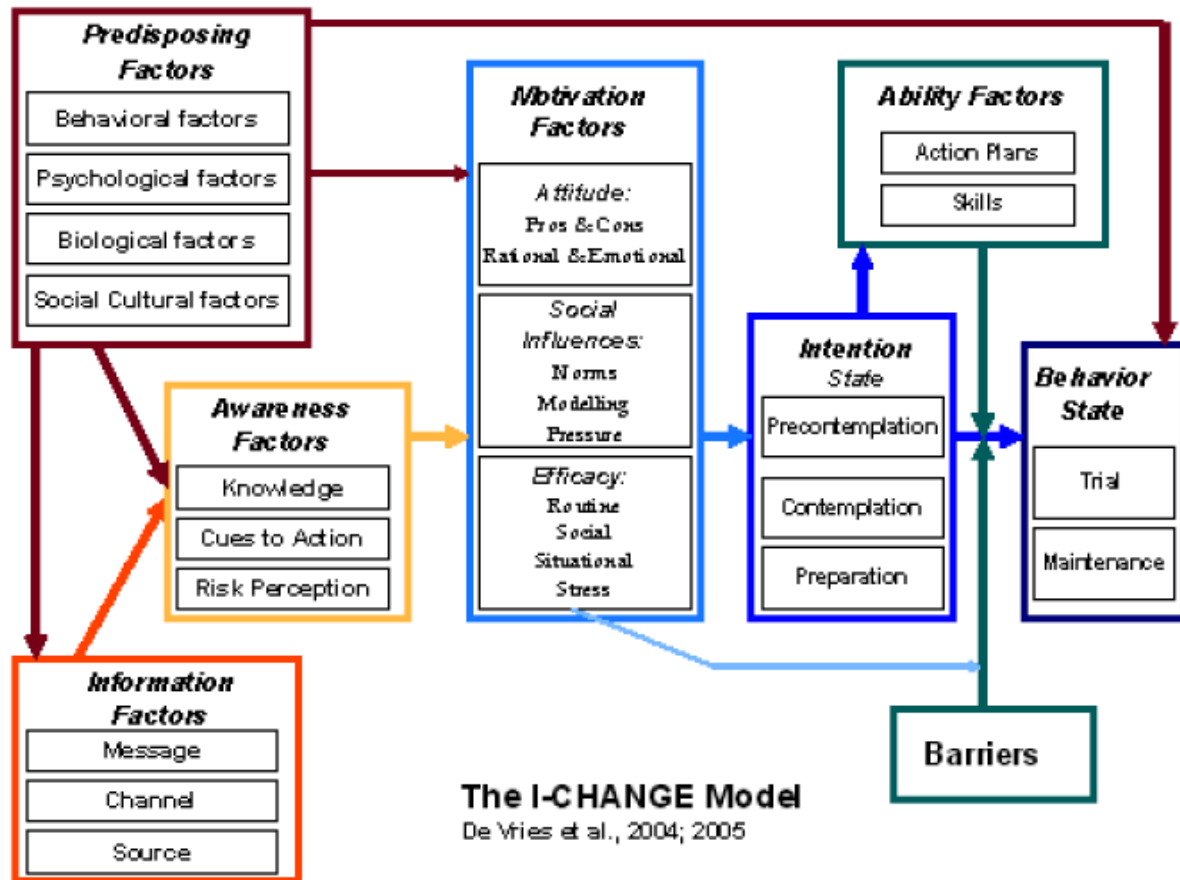 Predisposing
Factors
Behavioral factors
Psychological factors
Biological factors
Social Cultural factors
Awareness
Factors
Knowledge
Cues to Action
Risk Perception
Information
Factors
Message
Channel
Source
Motivation
Factors
Attitude:
Pros & Cons
Rational & Emotional
Social
Influences:
Norms
Modelling
Pressure
Efficacy:
Routine
Social
Situational
Stress
Intention
State
Precontemplation
Contemplation
Preparation
Ability Factors
Action Plans
Skills
Behavior
State
Trial
Maintenance
Barriers
The I-CHANGE Model
De Vries et al., 2004; 2005